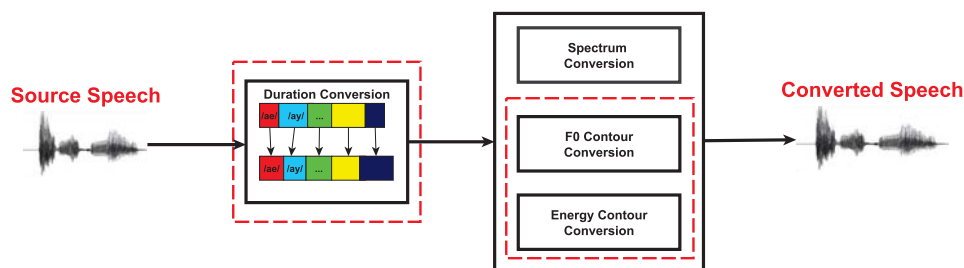 Source Speech
Duration Conversion
/ae/ /ay/ ...
/ae/ /ay/ ...
Spectrum
Conversion
F0 Contour
Conversion
Energy Contour
Conversion
Converted Speech